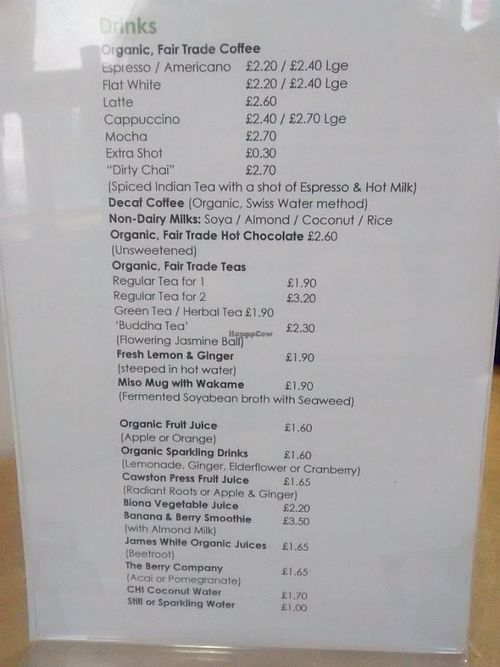 Drinks
Organic, Fair Trade Coffee
Espresso / Americano £2.20 / £2.40 Lge
Flat White £2.20 / £2.40 Lge
Latte £2.60
Cappuccino £2.40 / £2.70 Lge
Mocha £2.70
Extra Shot £0.30
"Dirty Chai" £2.70
(Spiced Indian Tea with a shot of Espresso & Hot Milk)
Decaf Coffee (Organic, Swiss Water method)
Non-Dairy Milks: Soya / Almond / Coconut / Rice
Organic, Fair Trade Hot Chocolate £2.60
(Unsweetened)
Organic, Fair Trade Teas
Regular Tea for 1 £1.90
Regular Tea for 2 £3.20
Green Tea / Herbal Tea £1.90
'Buddha Tea' £2.30
HappyCow
(Flowering Jasmine Ball)
Fresh Lemon & Ginger £1.90
(steeped in hot water)
Miso Mug with Wakame £1.90
(Fermented Soyabean broth with Seaweed)
Organic Fruit Juice £1.60
(Apple or Orange)
Organic Sparkling Drinks £1.60
(Lemonade, Ginger, Elderflower or Cranberry)
Cawston Press Fruit Juice £1.65
(Radiant Roots or Apple & Ginger)
Biona Vegetable Juice £2.20
Banana & Berry Smoothie £3.50
(with Almond Milk)
James White Organic Juices £1.65
(Beetroot)
The Berry Company £1.65
(Acai or Pomegranate)
CHI Coconut Water £1.70
Still or Sparkling Water £1.00